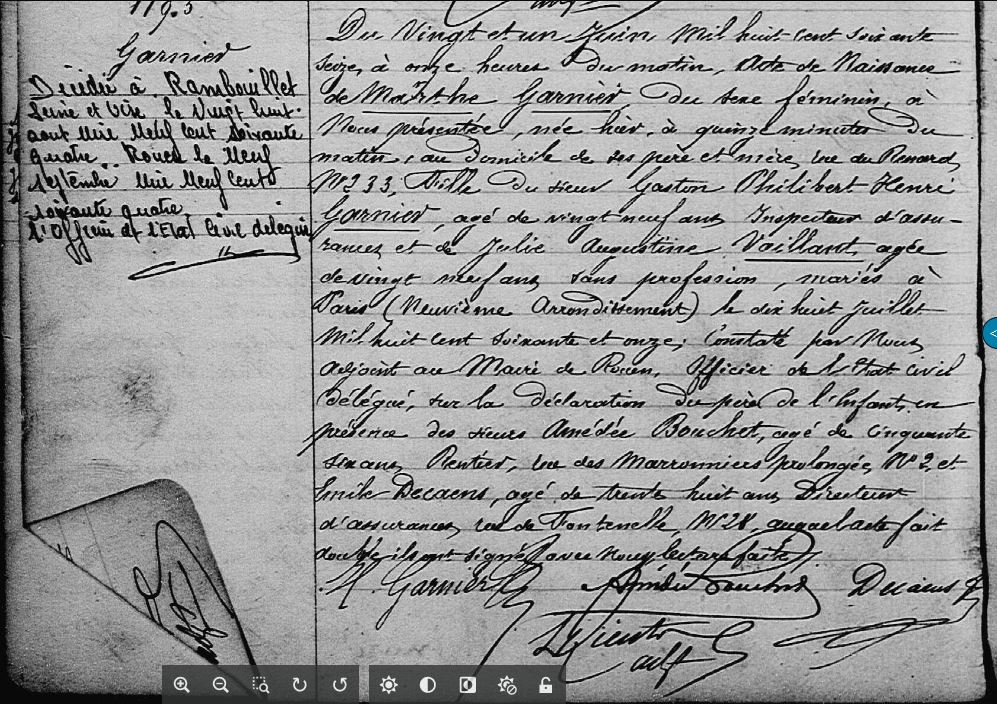 1193
Garnier
Décédée à Rambouillet
Seine et Oise le Vingt huit
aout Mil Neuf Cent Soixante
quatre. Rouen le Neuf
septembre Mil Neuf Cent
soixante quatre
L'Officier de l'Etat Civil délégué
Du Vingt et un Juin Mil huit cent soixante
seize, à onze heures du matin, Acte de Naissance
de Marthe Garnier du sexe féminin, à
Nous présentée, née hier, à quinze minutes du
matin, au domicile de ses père et mère, rue du Renard,
N° 33, Fille du sieur Gaston Philibert Henri
Garnier, agé de vingt neuf ans, Inspecteur d'assu-
rances, et de Julie Augustine Vaillant, agée
de vingt neuf ans, sans profession, mariés à
Paris (Neuvième Arrondissement) le dix huit Juillet
Mil huit cent soixante et onze; Constaté par Nous,
Adjoint au Maire de Rouen, Officier de l'Etat civil
délégué, sur la déclaration du père de l'Enfant, en
présence des sieurs Amédée Bouchet, agé de cinquante
six ans, Rentier, rue des Marronniers prolongée, N° 2, et
Emile Decaens, agé de trente huit ans, Directeur
d'assurances, rue de Fontenelle, N° 28, auquel acte fait
double ils ont signé avec nous, lecture faite
H. Garnier Amédée Bouchet Decaens
adjt